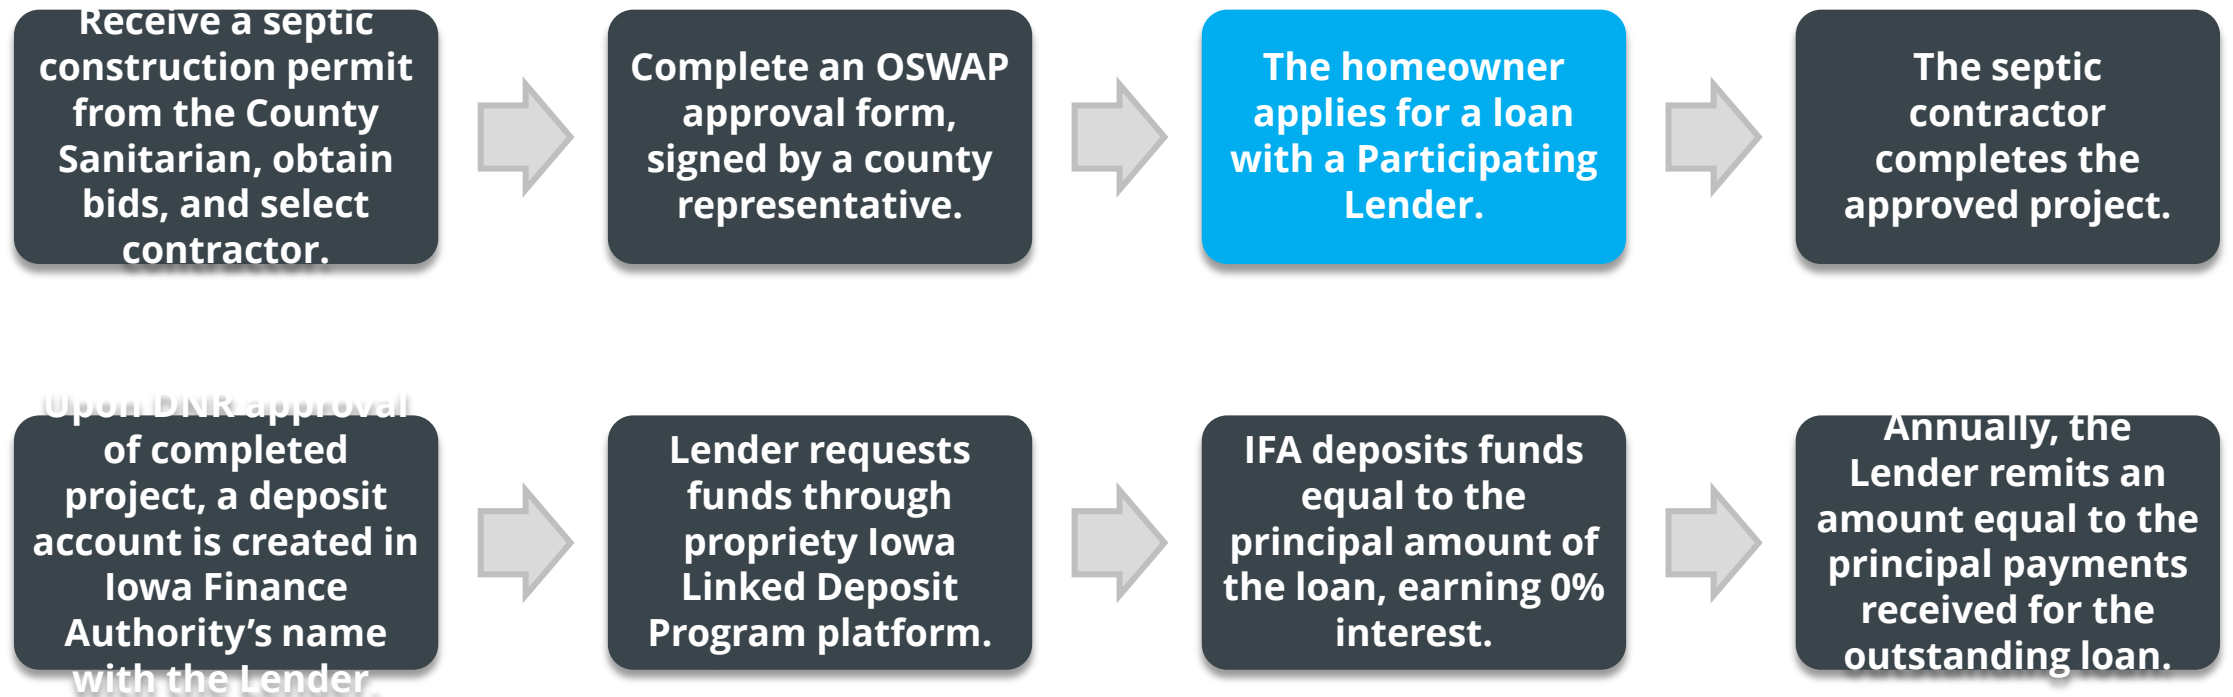 Receive a septic
construction permit
from the County
Sanitarian, obtain
bids, and select
contractor.
Complete an OSWAP
approval form,
signed by a county
representative.
The homeowner
applies for a loan
with a Participating
Lender.
The septic
contractor
completes the
approved project.
Upon DNR approval
of completed
project, a deposit
account is created in
Iowa Finance
Authority’s name
with the Lender.
Lender requests
funds through
propriety Iowa
Linked Deposit
Program platform.
IFA deposits funds
equal to the
principal amount of
the loan, earning 0%
interest.
Annually, the
Lender remits an
amount equal to the
principal payments
received for the
outstanding loan.